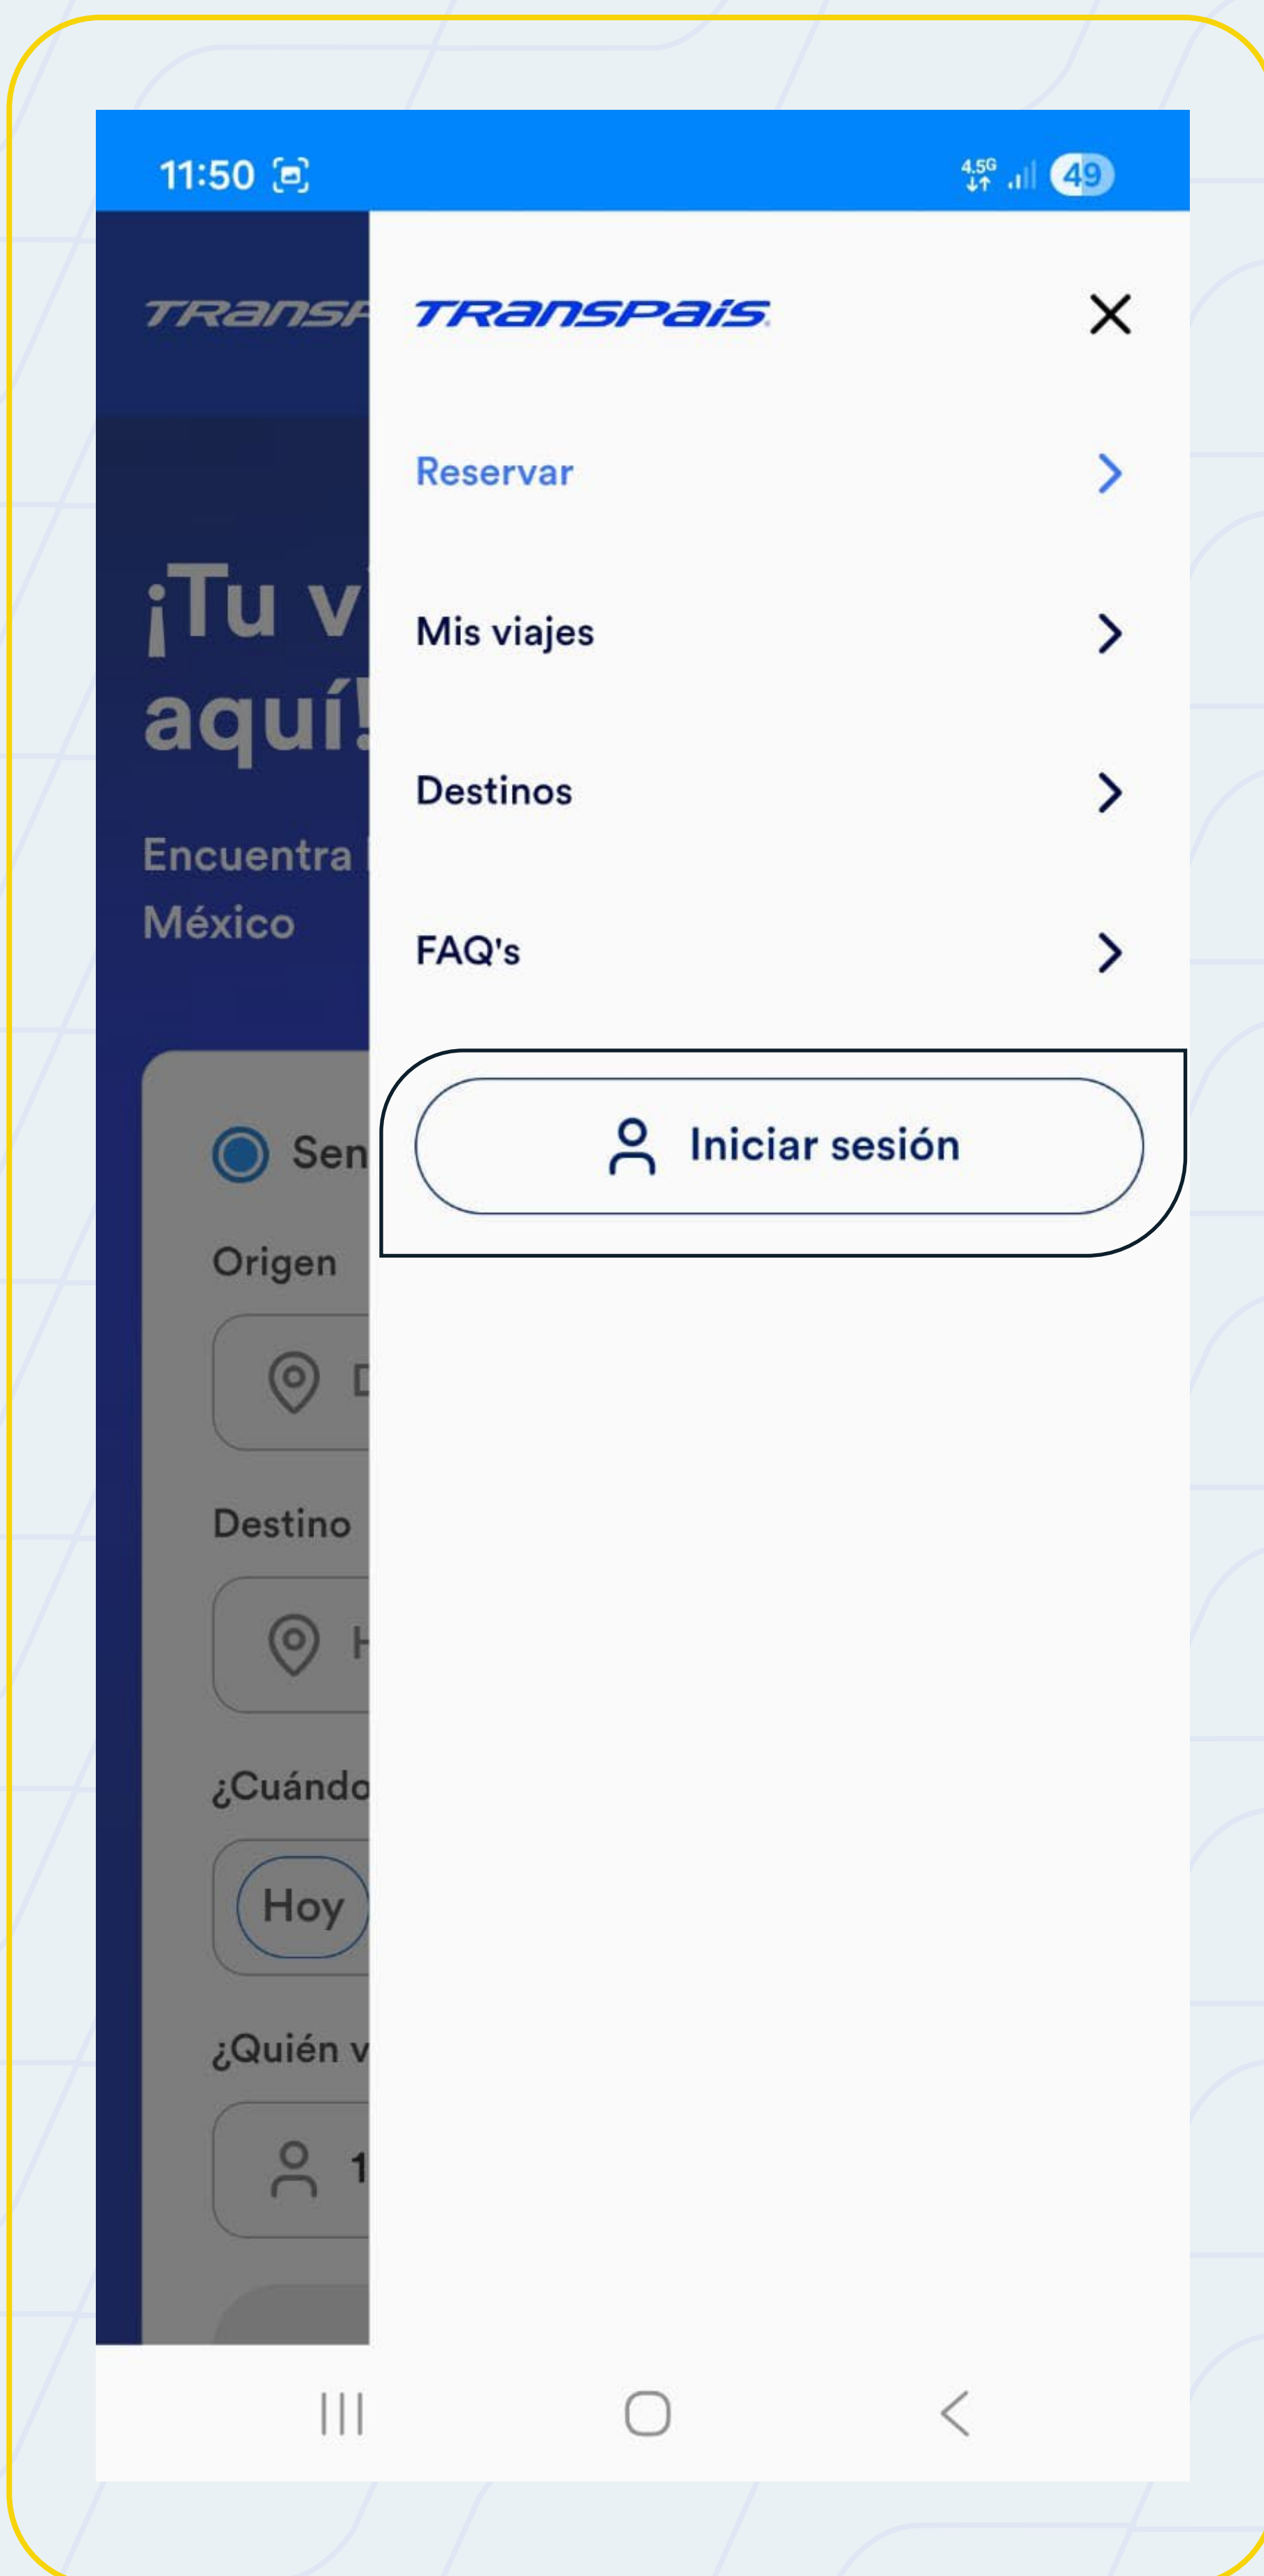 11:50
4.5G
49
TRANSPaís
Reservar
Mis viajes
Destinos
FAQ's
Iniciar sesión
¡Tu v
aquí!
Encuentra
México
Sen
Origen
Destino
¿Cuándo
Hoy
¿Quién v
1